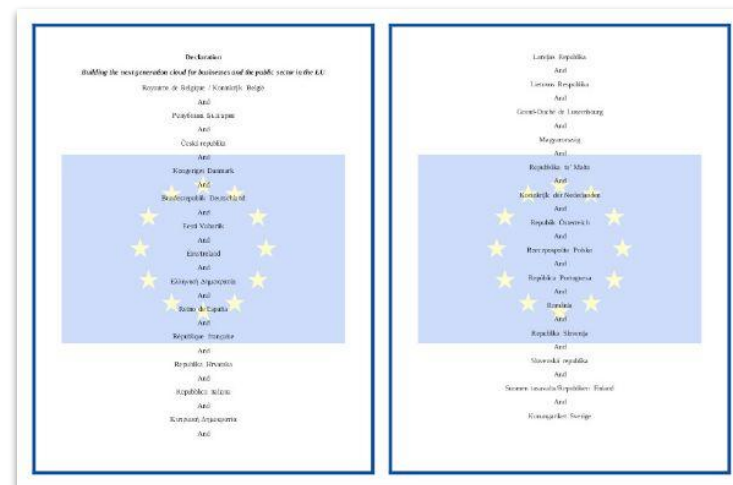 Declaration
Building the next generation cloud for businesses and the public sector in the EU
Royaume de Belgique / Koninkrijk België
And
Република България
And
Česká republika
And
Kongeriget Danmark
And
Bundesrepublik Deutschland
And
Eesti Vabariik
And
Éire/Ireland
And
Ελληνική Δημοκρατία
And
Reino de España
And
République française
And
Republika Hrvatska
And
Repubblica italiana
And
Κυπριακή Δημοκρατία
And
Latvijas Republika
And
Lietuvos Respublika
And
Grand-Duché de Luxembourg
And
Magyarország
And
Repubblika ta' Malta
And
Koninkrijk der Nederlanden
And
Republik Österreich
And
Rzeczpospolita Polska
And
República Portuguesa
And
România
And
Republika Slovenija
And
Slovenská republika
And
Suomen tasavalta/Republiken Finland
And
Konungariket Sverige